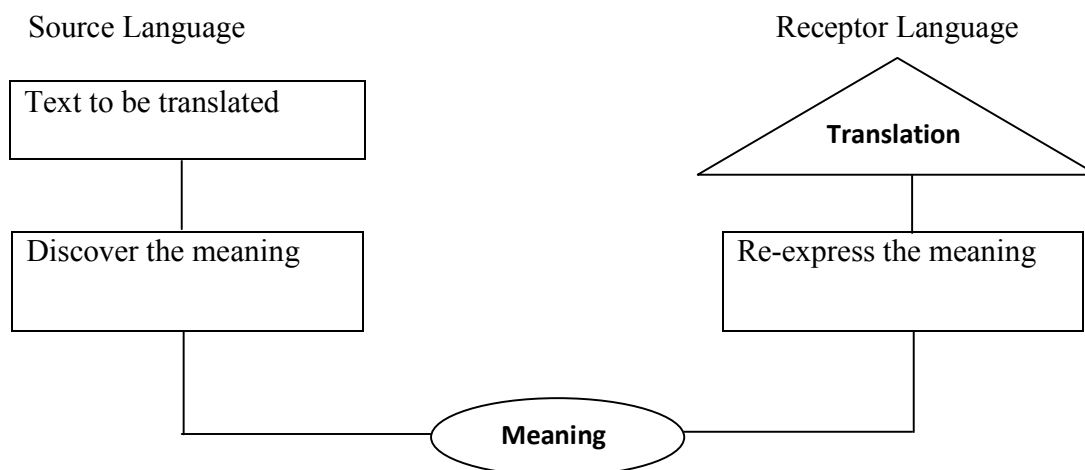 Source Language
Receptor Language
Text to be translated
Translation
Discover the meaning
Re-express the meaning
Meaning